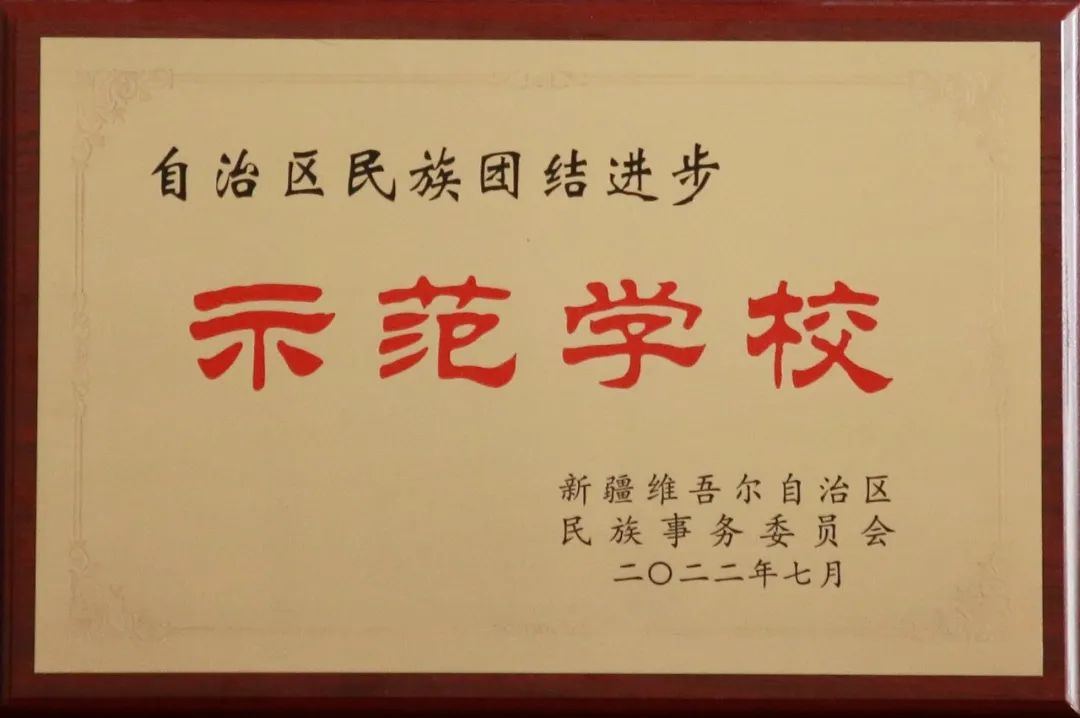 自治区民族团结进步
示范学校
新疆维吾尔自治区
民族事务委员会
二〇二二年七月